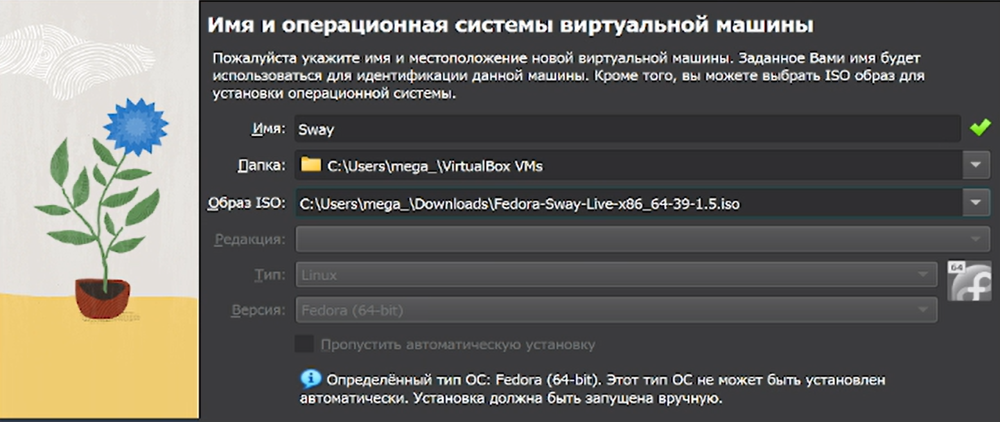 Имя и операционная системы виртуальной машины
Пожалуйста укажите имя и местоположение новой виртуальной машины. Заданное Вами имя будет
использоваться для идентификации данной машины. Кроме того, вы можете выбрать ISO образ для
установки операционной системы.
Имя: Sway
Папка: C:\Users\mega_\VirtualBox VMs
Образ ISO: C:\Users\mega_\Downloads\Fedora-Sway-Live-x86_64-39-1.5.iso
Редакция:
Тип: Linux
64
Версия: Fedora (64-bit)
Пропустить автоматическую установку
Определённый тип ОС: Fedora (64-bit). Этот тип ОС не может быть установлен
автоматически. Установка должна быть запущена вручную.